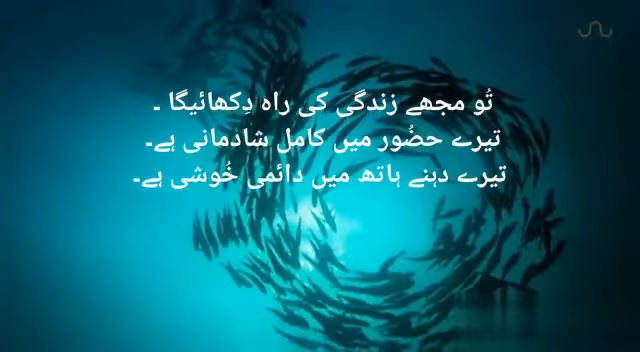 تُو مجھے زندگی کی راہ دِکھائیگا ۔
تیرے حضُور میں کامل شادمانی ہے۔
تیرے دہنے ہاتھ میں دائمی خُوشی ہے۔